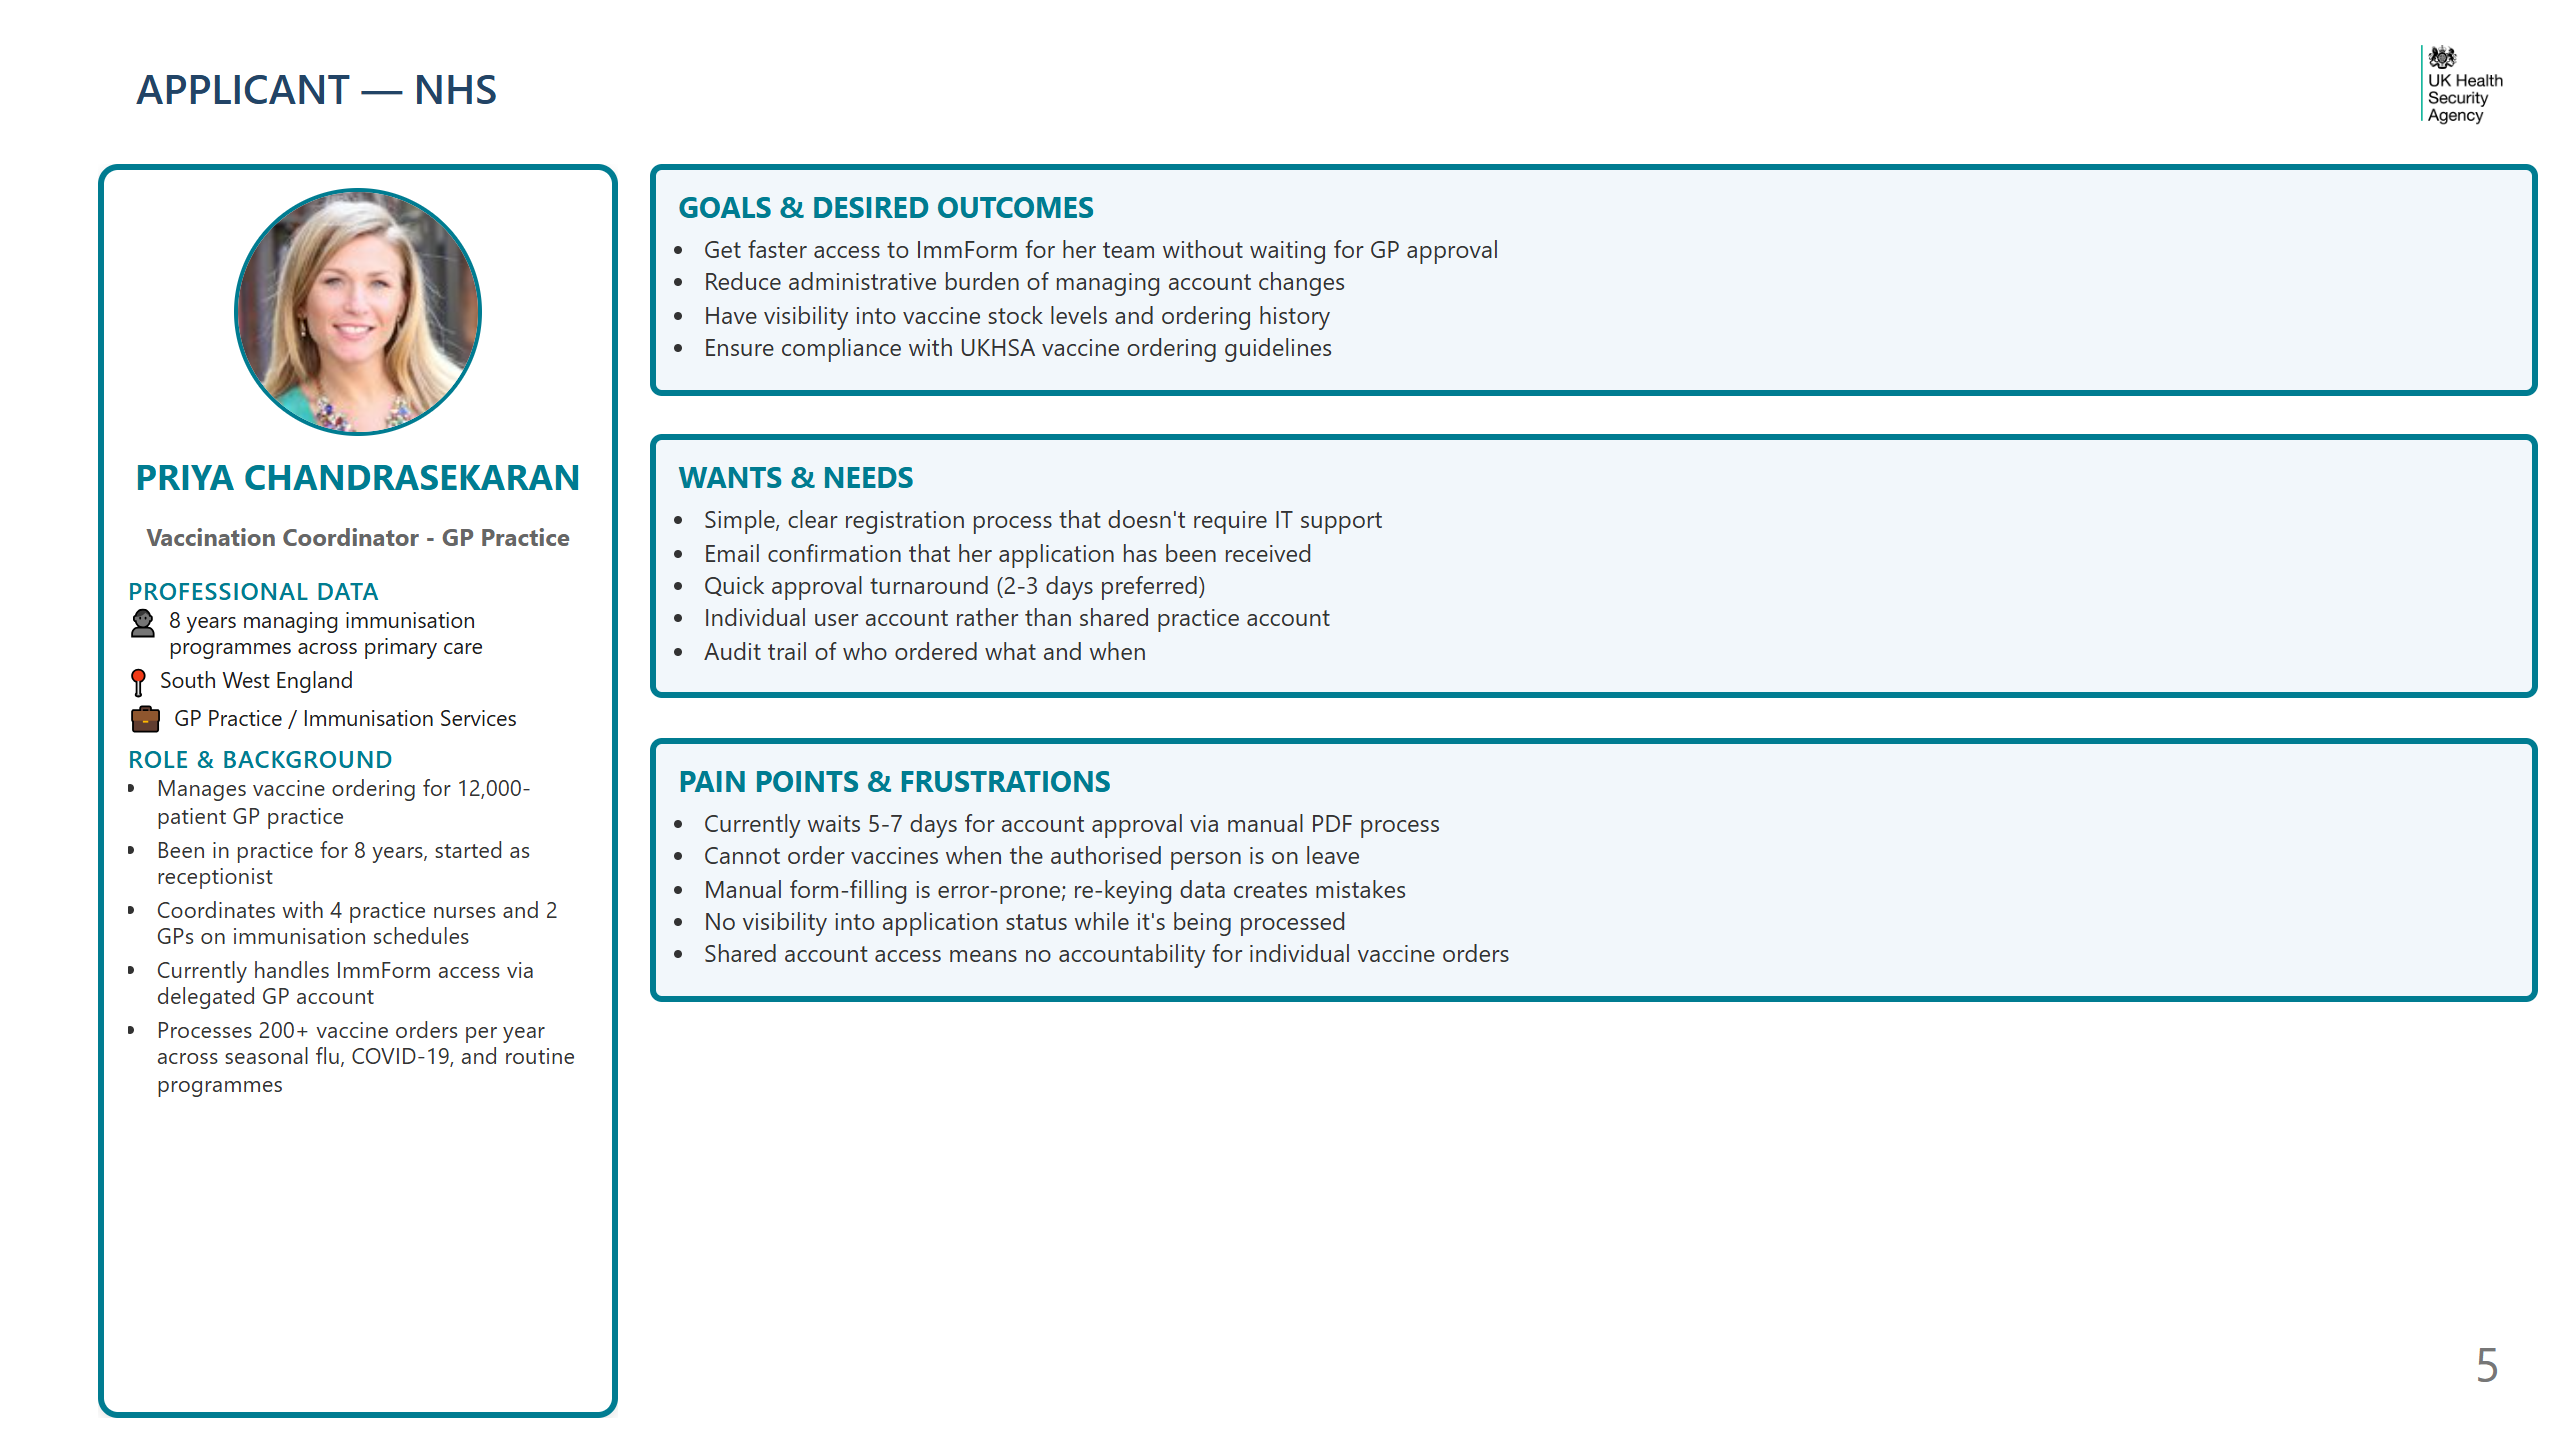 APPLICANT — NHS
UK Health
Security
Agency
PRIYA CHANDRASEKARAN
Vaccination Coordinator - GP Practice
PROFESSIONAL DATA
8 years managing immunisation
programmes across primary care
South West England
GP Practice / Immunisation Services
ROLE & BACKGROUND
• Manages vaccine ordering for 12,000-
patient GP practice
• Been in practice for 8 years, started as
receptionist
• Coordinates with 4 practice nurses and 2
GPs on immunisation schedules
• Currently handles ImmForm access via
delegated GP account
• Processes 200+ vaccine orders per year
across seasonal flu, COVID-19, and routine
programmes
GOALS & DESIRED OUTCOMES
• Get faster access to ImmForm for her team without waiting for GP approval
• Reduce administrative burden of managing account changes
• Have visibility into vaccine stock levels and ordering history
• Ensure compliance with UKHSA vaccine ordering guidelines
WANTS & NEEDS
• Simple, clear registration process that doesn't require IT support
• Email confirmation that her application has been received
• Quick approval turnaround (2-3 days preferred)
• Individual user account rather than shared practice account
• Audit trail of who ordered what and when
PAIN POINTS & FRUSTRATIONS
• Currently waits 5-7 days for account approval via manual PDF process
• Cannot order vaccines when the authorised person is on leave
• Manual form-filling is error-prone; re-keying data creates mistakes
• No visibility into application status while it's being processed
• Shared account access means no accountability for individual vaccine orders
5